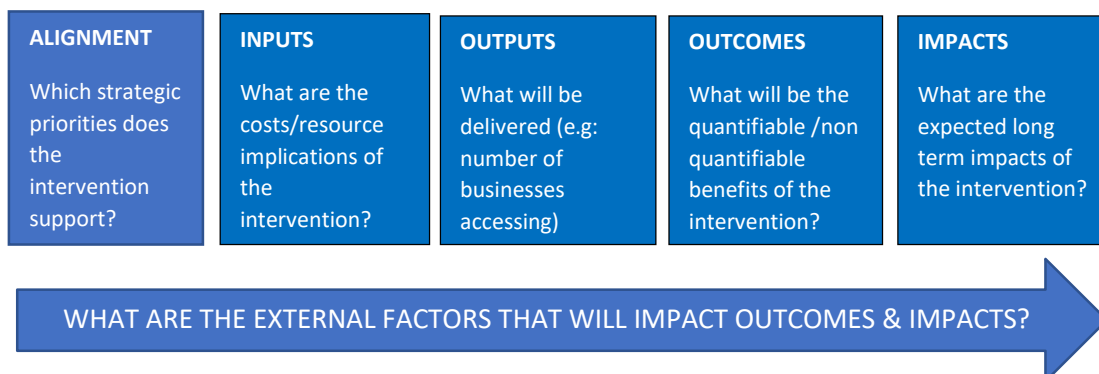 ALIGNMENT
Which strategic
priorities does
the
intervention
support?
INPUTS
What are the
costs/resource
implications of
the
intervention?
OUTPUTS
What will be
delivered (e.g:
number of
businesses
accessing)
OUTCOMES
What will be the
quantifiable /non
quantifiable
benefits of the
intervention?
IMPACTS
What are the
expected long
term impacts of
the intervention?
WHAT ARE THE EXTERNAL FACTORS THAT WILL IMPACT OUTCOMES & IMPACTS?